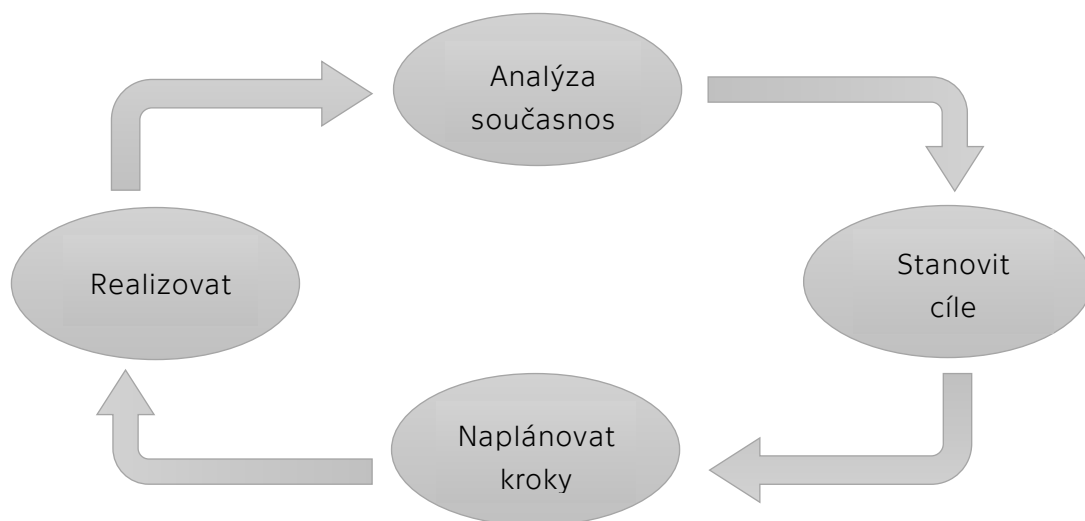 Analýza
současnos
Stanovit
cíle
Naplánovat
kroky
Realizovat